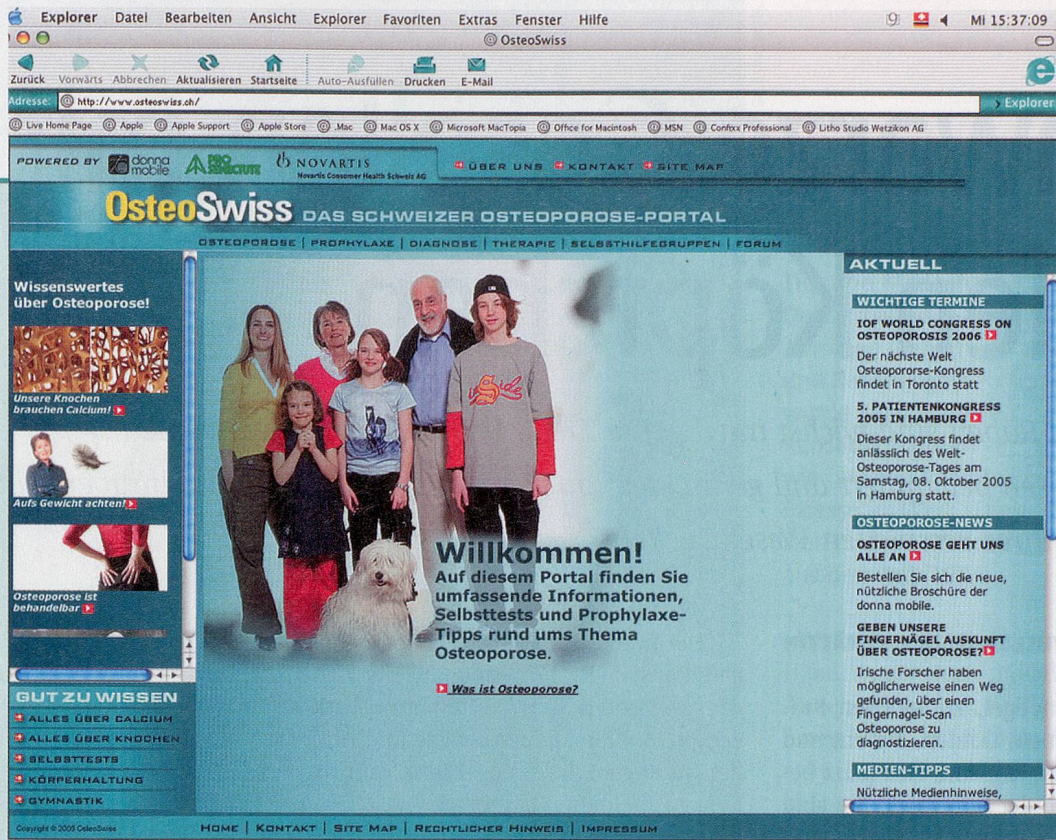 Explorer Datei Bearbeiten Ansicht Explorer Favoriten Extras Fenster Hilfe Mi 15:37:09
@ OsteoSwiss
Zurück Vorwärts Abbrechen Aktualisieren Startseite Auto-Ausfüllen Drucken E-Mail
Adresse: @ http://www.osteoswiss.ch/ > Explorer
@ Live Home Page @ Apple @ Apple Support @ Apple Store @ .Mac @ Mac OS X @ Microsoft MacTopia @ Office for Macintosh @ MSN @ Confixx Professional @ Litho Studio Wetzikon AG
POWERED BY donna mobile PRO SENECTUTE NOVARTIS
Novartis Consumer Health Schweiz AG
ÜBER UNS KONTAKT SITE MAP
OsteoSwiss DAS SCHWEIZER OSTEOPOROSE-PORTAL
OSTEOPOROSE | PROPHYLAXE | DIAGNOSE | THERAPIE | SELBSTHILFEGRUPPEN | FORUM
Wissenswertes
über Osteoporose!
Unsere Knochen
brauchen Calcium!
Aufs Gewicht achten!
Osteoporose ist
behandelbar
GUT ZU WISSEN
ALLES ÜBER CALCIUM
ALLES ÜBER KNOCHEN
SELBSTTESTS
KÖRPERHALTUNG
GYMNASTIK
Side
Willkommen!
Auf diesem Portal finden Sie
umfassende Informationen,
Selbsttests und Prophylaxe-
Tipps rund ums Thema
Osteoporose.
Was ist Osteoporose?
AKTUELL
WICHTIGE TERMINE
IOF WORLD CONGRESS ON
OSTEOPOROSIS 2006
Der nächste Welt
Osteopororse-Kongress
findet in Toronto statt
5. PATIENTENKONGRESS
2005 IN HAMBURG
Dieser Kongress findet
anlässlich des Welt-
Osteoporose-Tages am
Samstag, 08. Oktober 2005
in Hamburg statt.
OSTEOPOROSE-NEWS
OSTEOPOROSE GEHT UNS
ALLE AN
Bestellen Sie sich die neue,
nützliche Broschüre der
donna mobile.
GEBEN UNSERE
FINGERNÄGEL AUSKUNFT
ÜBER OSTEOPOROSE?
Irische Forscher haben
möglicherweise einen Weg
gefunden, über einen
Fingernagel-Scan
Osteoporose zu
diagnostizieren.
MEDIEN-TIPPS
Nützliche Medienhinweise,
Copyright © 2005 OsteoSwiss
HOME | KONTAKT | SITE MAP | RECHTLICHER HINWEIS | IMPRESSUM